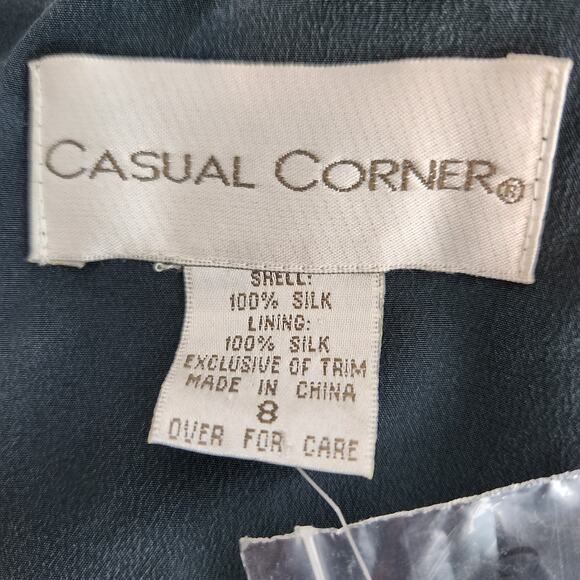 CASUAL CORNER®
SHELL:
100% SILK
LINING:
100% SILK
EXCLUSIVE OF TRIM
MADE IN CHINA
8
OVER FOR CARE